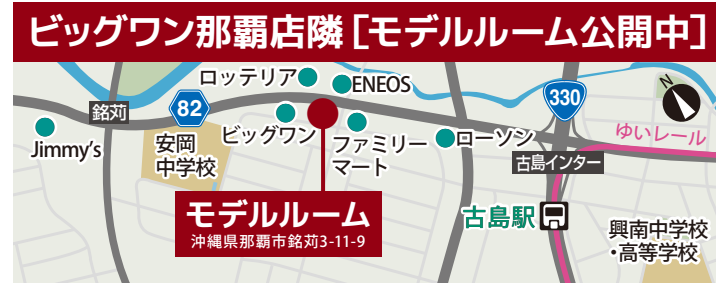 ビッグワン那覇店隣[モデルルーム公開中]
ロッテリア
ENEOS
330
N
銘苅
82
Jimmy's
安岡
中学校
ビッグワン
ファミリー
マート
ローソン
ゆいレール
古島インター
モデルルーム
沖縄県那覇市銘苅3-11-9
古島駅
興南中学校
・高等学校